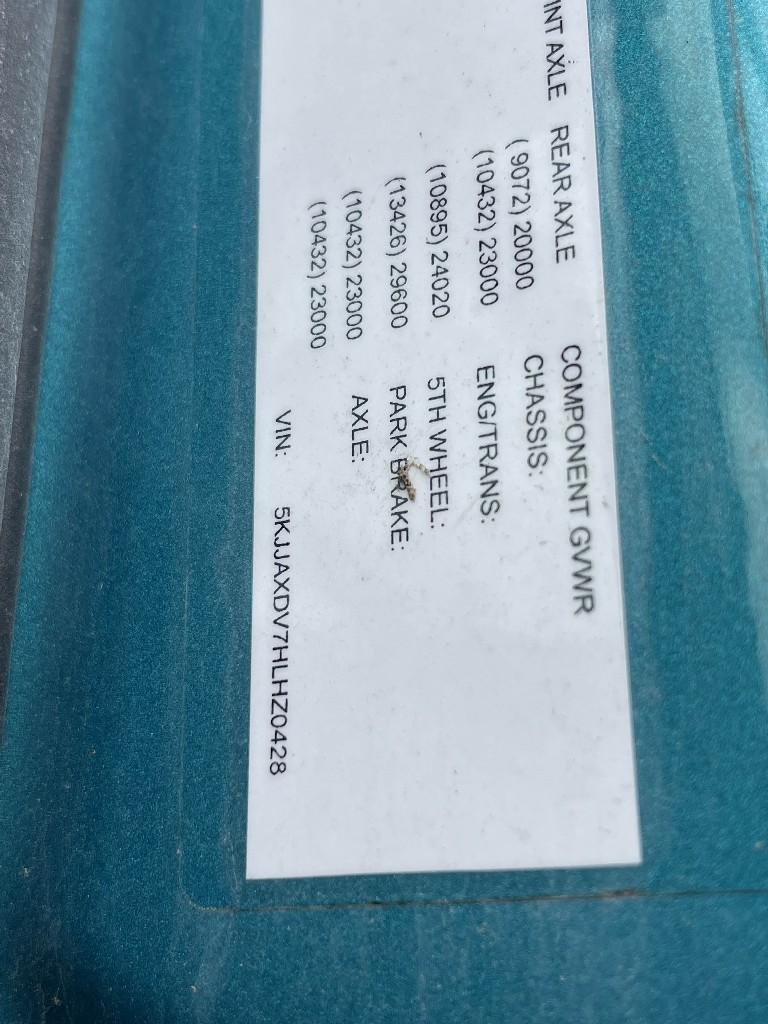 INT AXLE REAR AXLE COMPONENT GVWR
( 9072) 20000 CHASSIS:
(10432) 23000 ENG/TRANS:
(10895) 24020 5TH WHEEL:
(13426) 29600 PARK BRAKE:
(10432) 23000 AXLE:
(10432) 23000
VIN: 5KJJAXDV7HLHZ0428